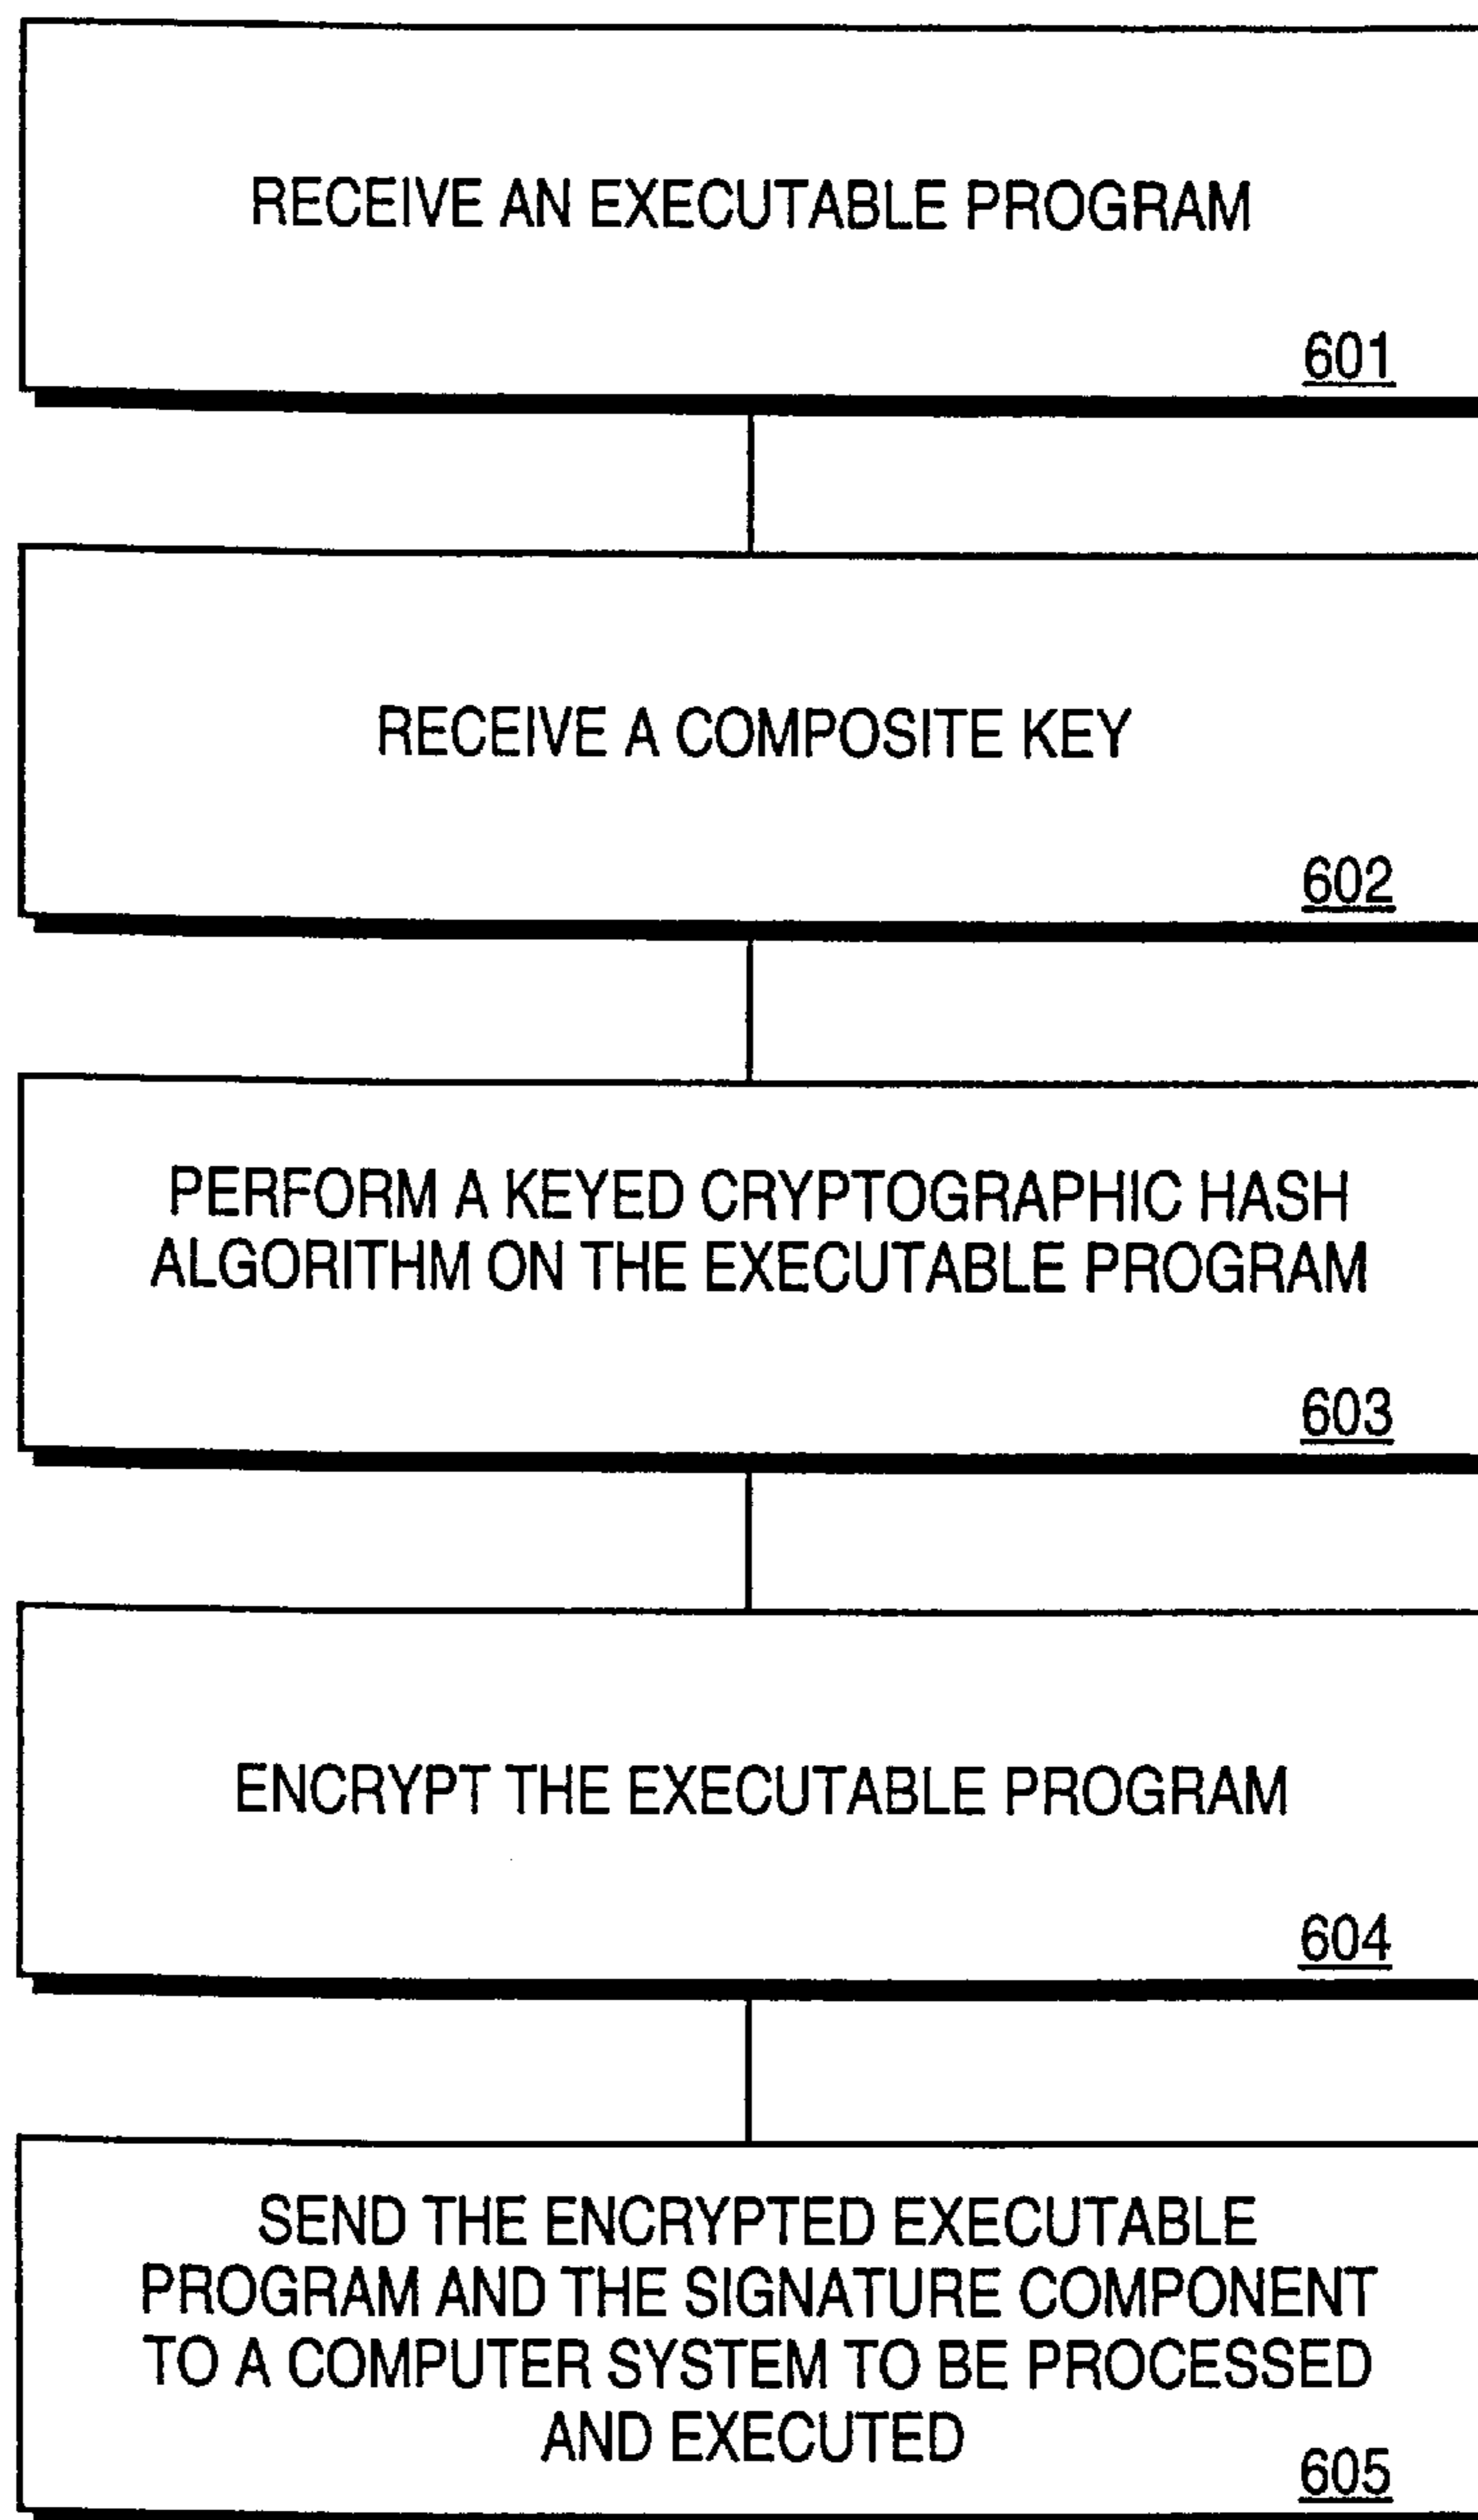 RECEIVE AN EXECUTABLE PROGRAM
601
RECEIVE A COMPOSITE KEY
602
PERFORM A KEYED CRYPTOGRAPHIC HASH
ALGORITHM ON THE EXECUTABLE PROGRAM
603
ENCRYPT THE EXECUTABLE PROGRAM
604
SEND THE ENCRYPTED EXECUTABLE
PROGRAM AND THE SIGNATURE COMPONENT
TO A COMPUTER SYSTEM TO BE PROCESSED
AND EXECUTED
605